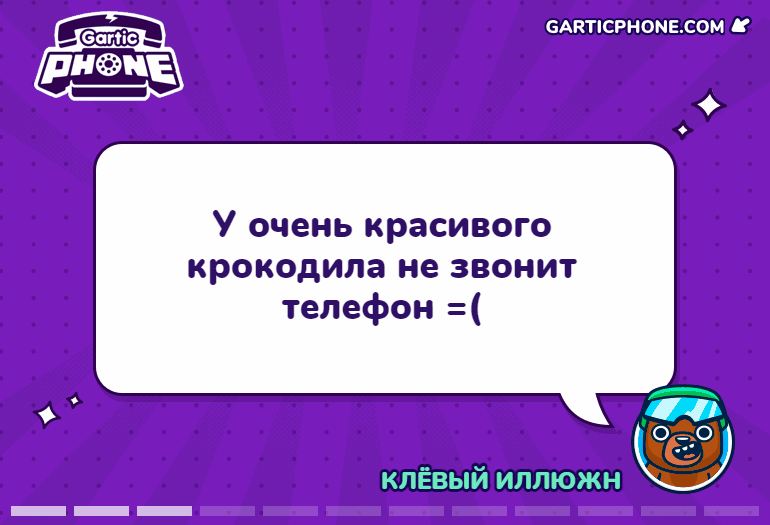 Gartic
PHONE
GARTICPHONE.COM
У очень красивого
крокодила не звонит
телефон =(
КЛЁВЫЙ ИЛЛЮЖН